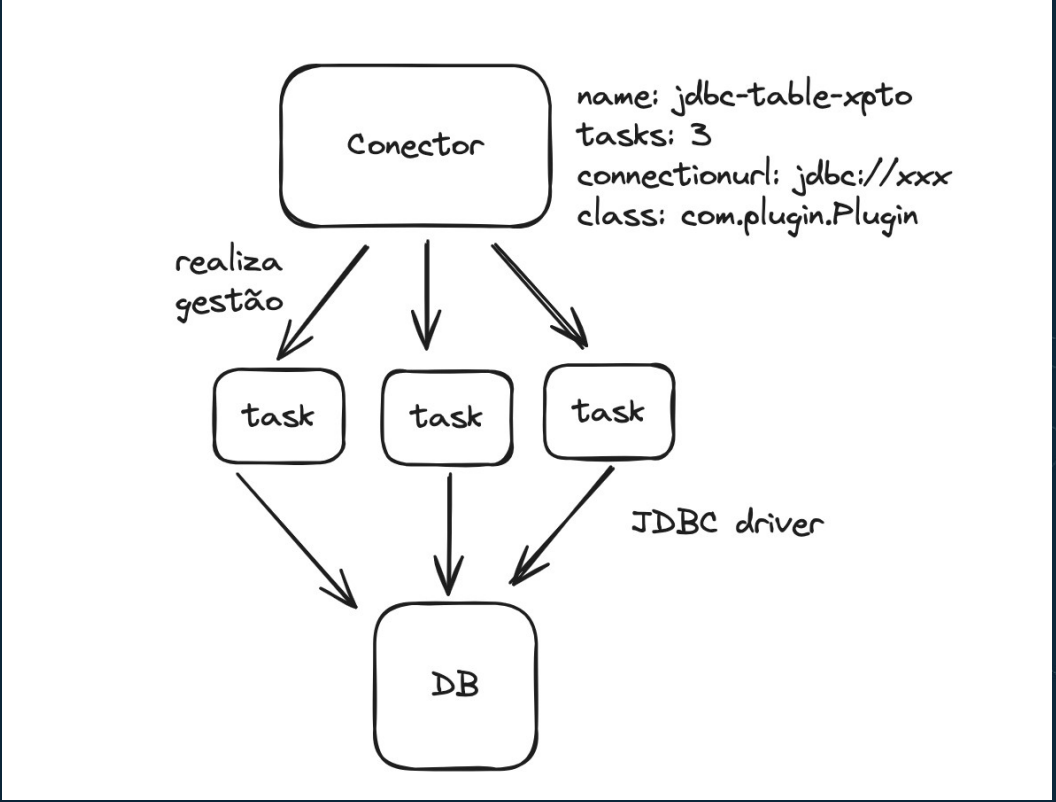 Conector
name: jdbc-table-xpto
tasks: 3
connectionurl: jdbc://xxx
class: com.plugin.Plugin
realiza
gestão
task
task
task
JDBC driver
DB